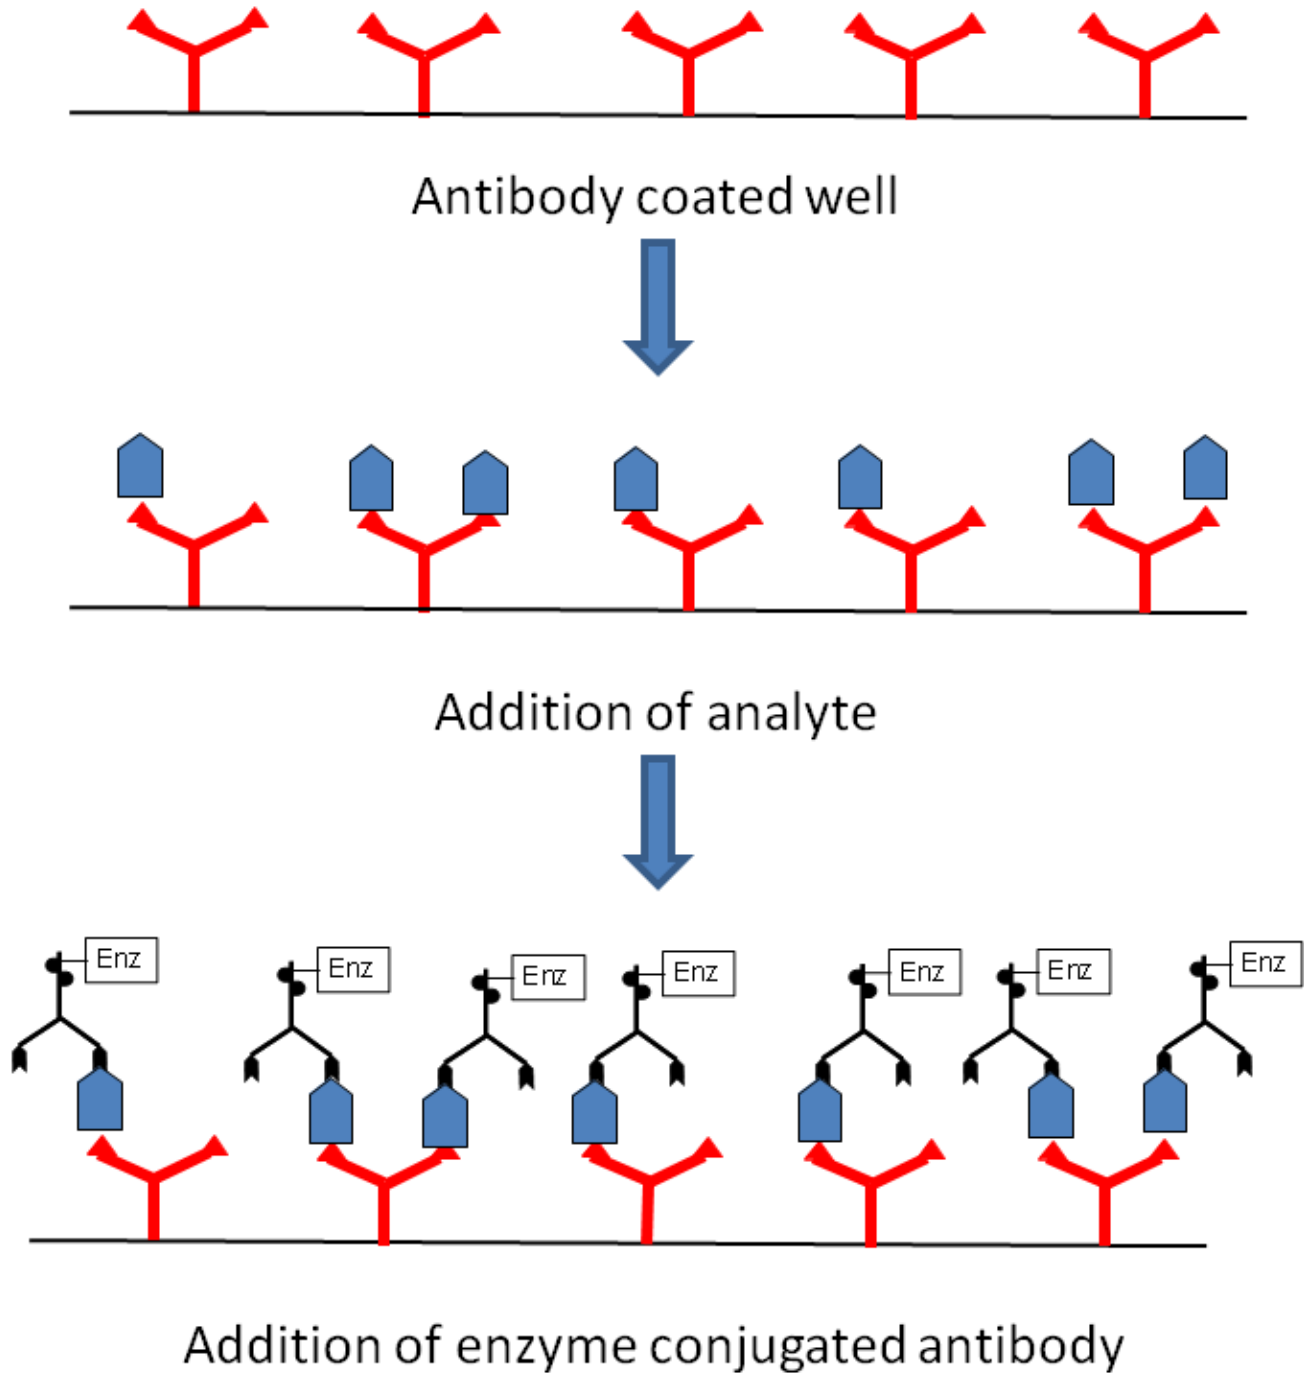 Antibody coated well
Addition of analyte
Enz
Enz
Enz
Enz
Enz
Enz
Enz
Addition of enzyme conjugated antibody